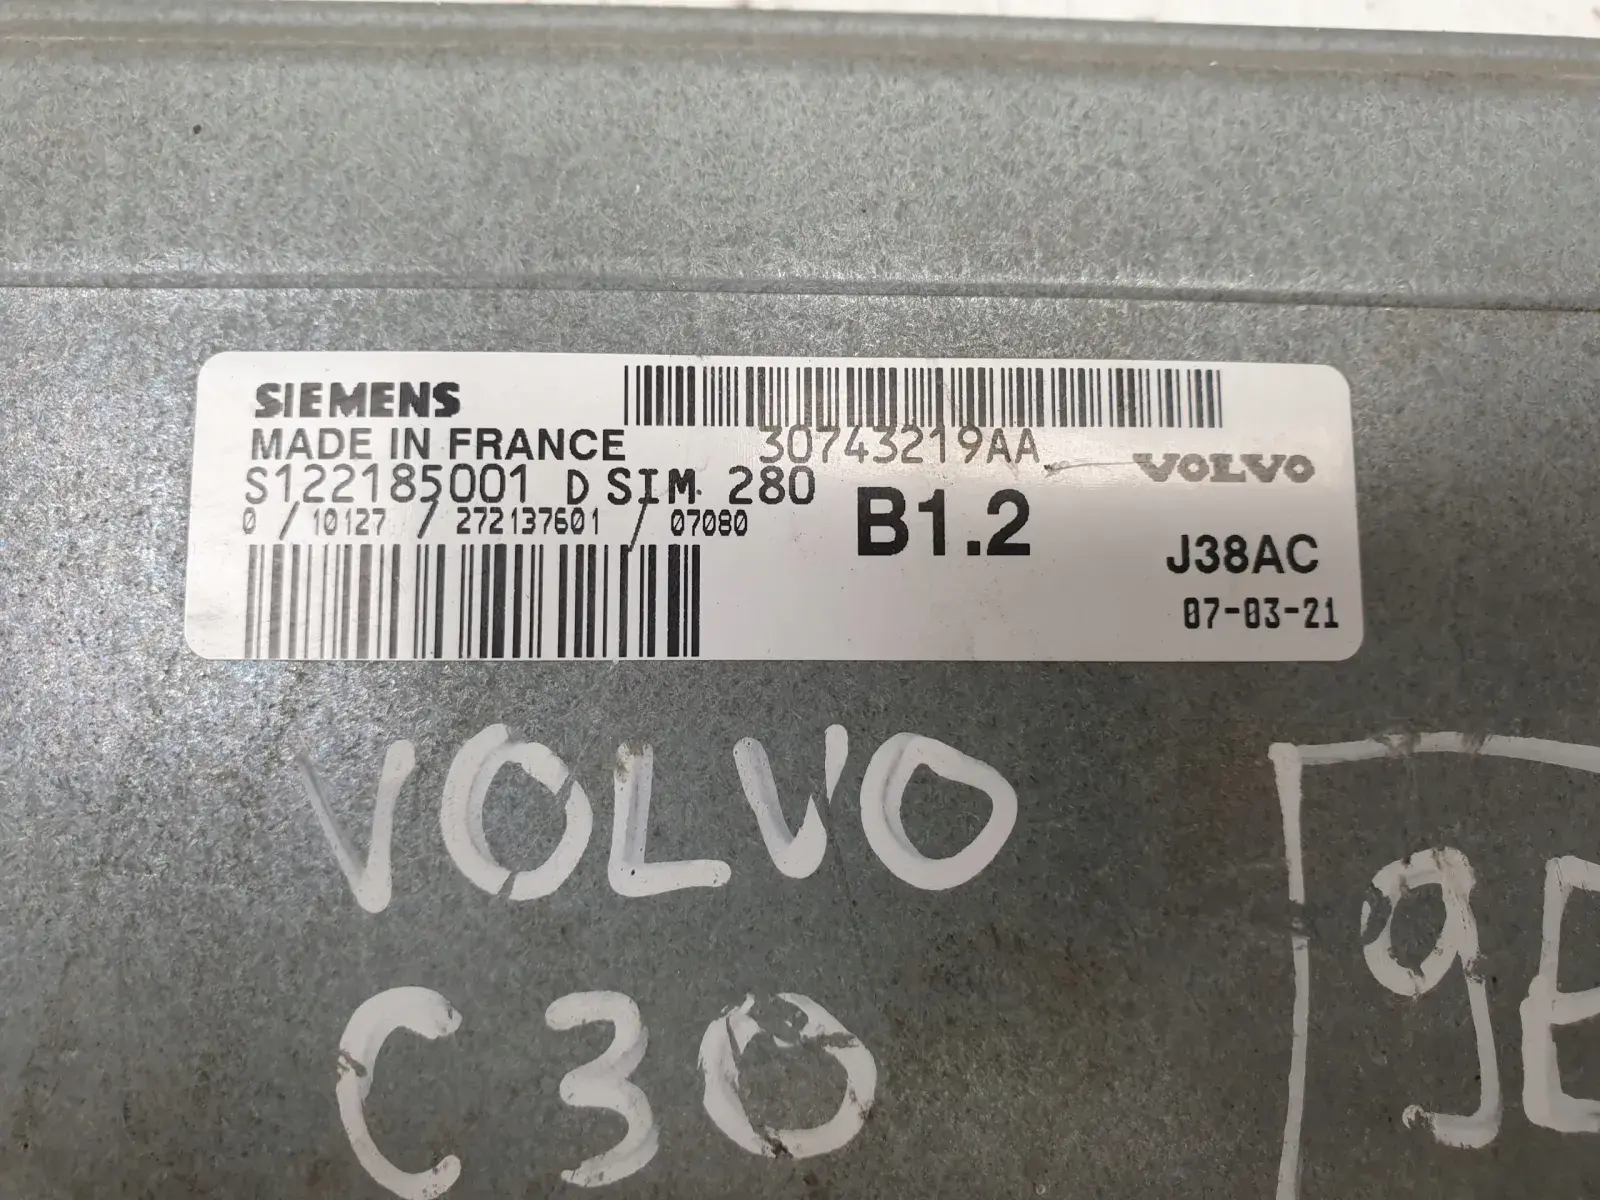 SIEMENS
MADE IN FRANCE
30743219AA
VOLVO
S122185001 D SIM 280
0 / 10127 / 272137601 / 07080
B1.2
J38AC
07-03-21
VOLVO
C30
9E